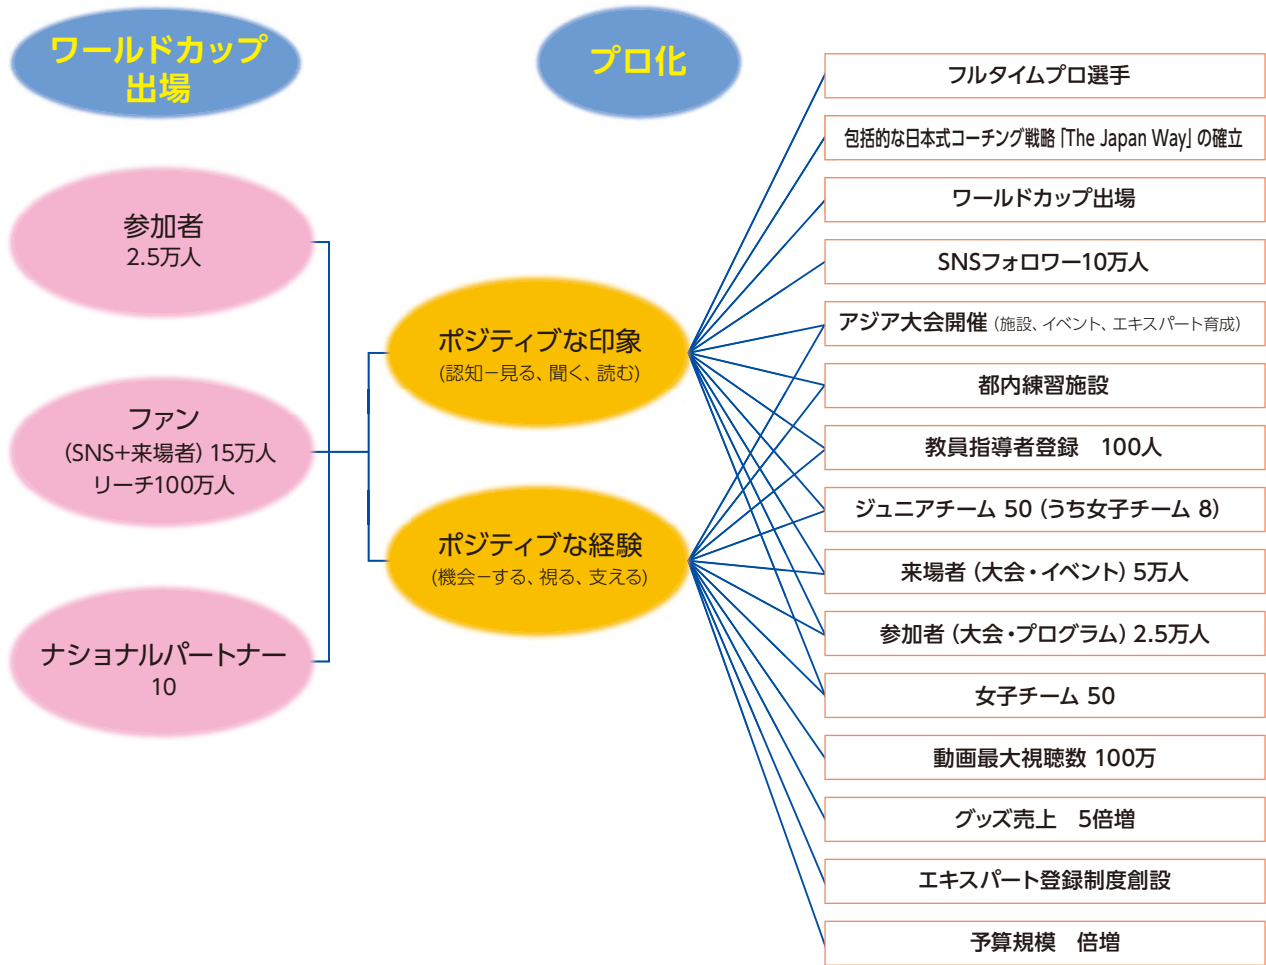 ワールドカップ
出場
プロ化
参加者
2.5万人
ファン
(SNS+来場者) 15万人
リーチ100万人
ナショナルパートナー
10
ポジティブな印象
(認知－見る、聞く、読む)
ポジティブな経験
(機会－する、視る、支える)
フルタイムプロ選手
包括的な日本式コーチング戦略「The Japan Way」の確立
ワールドカップ出場
SNSフォロワー10万人
アジア大会開催 (施設、イベント、エキスパート育成)
都内練習施設
教員指導者登録　100人
ジュニアチーム 50 (うち女子チーム 8)
来場者 (大会・イベント) 5万人
参加者 (大会・プログラム) 2.5万人
女子チーム 50
動画最大視聴数 100万
グッズ売上　5倍増
エキスパート登録制度創設
予算規模　倍増